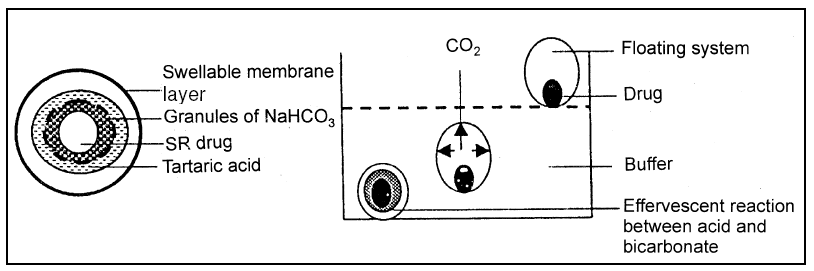 Swellable membrane
layer
Granules of NaHCO₃
SR drug
Tartaric acid
CO₂
Floating system
Drug
Buffer
Effervescent reaction
between acid and
bicarbonate